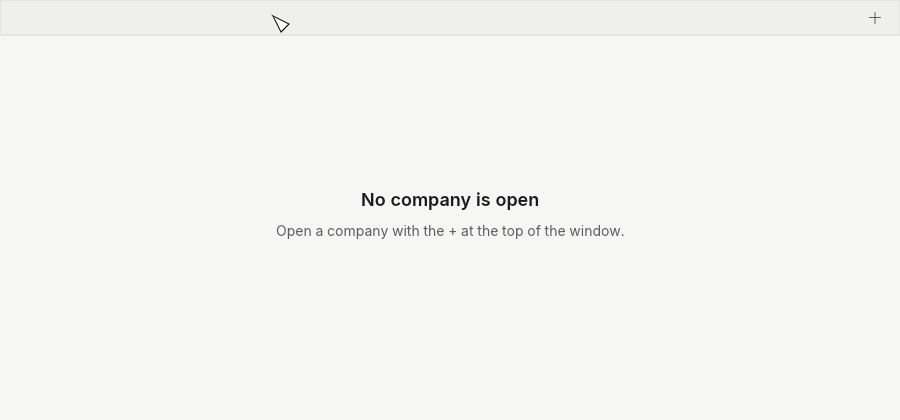 No company is open
Open a company with the + at the top of the window.